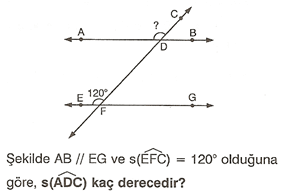 C
?
A
B
D
120°
E
G
F
Şekilde AB // EG ve s(EFC) = 120° olduğuna
göre, s(ADC) kaç derecedir?